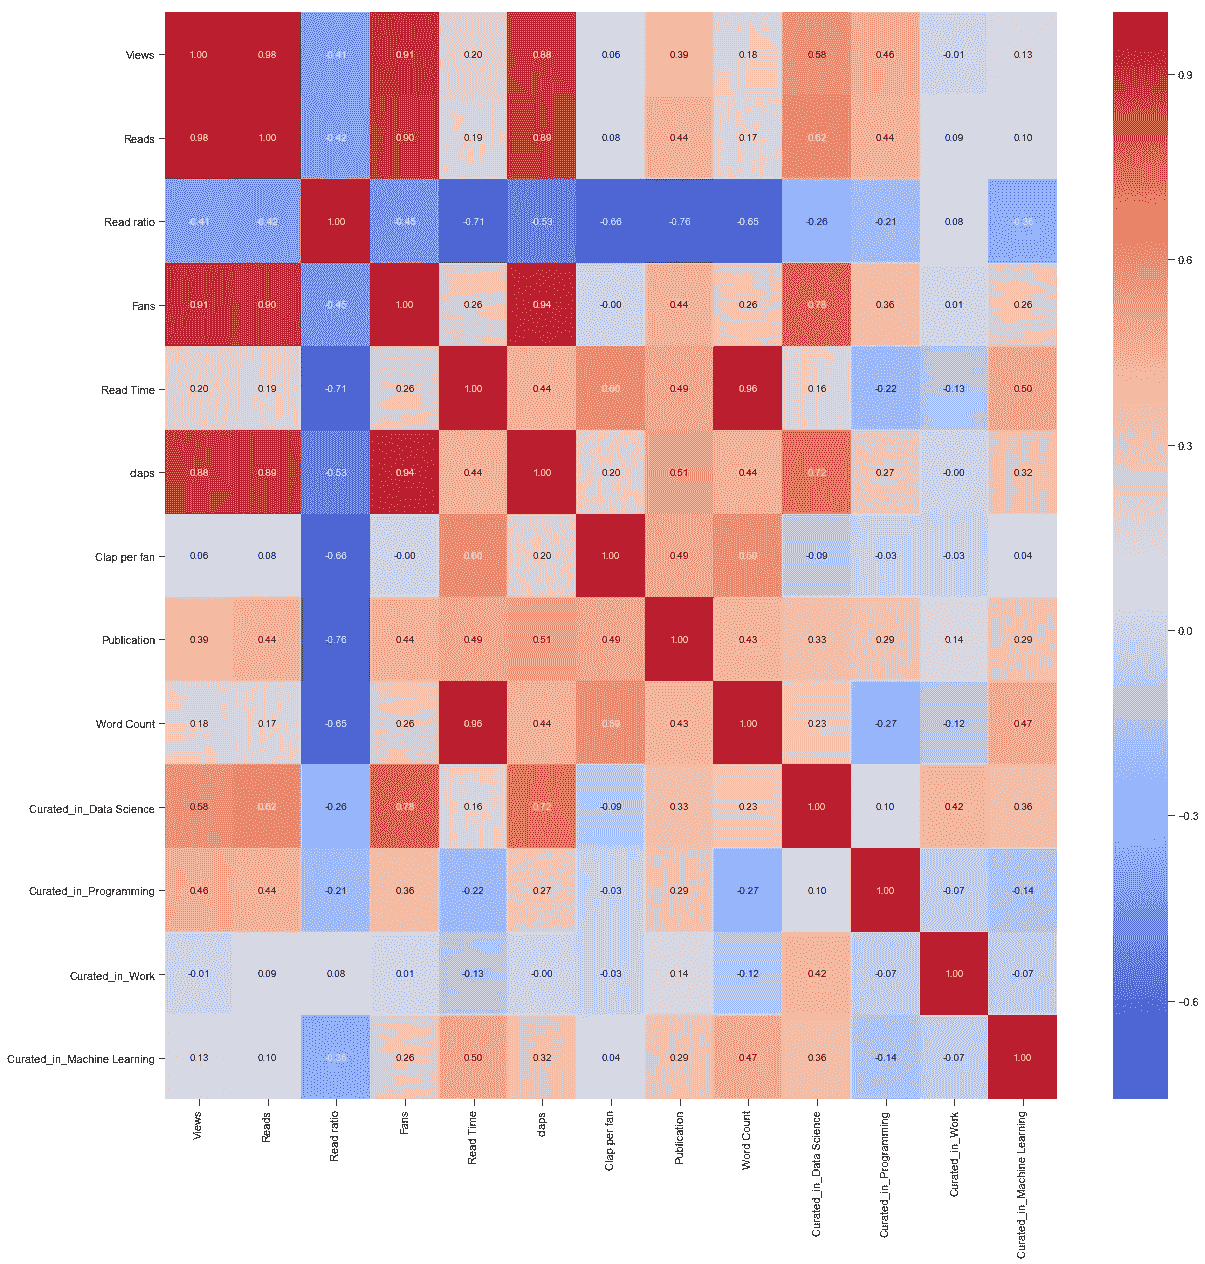 Views 1.00 0.98 -0.41 0.91 0.20 0.88 0.06 0.39 0.18 0.58 0.46 -0.01 0.13
Reads 0.98 1.00 -0.42 0.90 0.19 0.89 0.08 0.44 0.17 0.62 0.44 0.09 0.10
Read ratio -0.41 -0.42 1.00 -0.45 -0.71 -0.53 -0.66 -0.76 -0.65 -0.26 -0.21 0.08
Fans 0.91 0.90 -0.45 1.00 0.26 0.94 -0.00 0.44 0.26 0.78 0.36 0.01 0.26
Read Time 0.20 0.19 -0.71 0.26 1.00 0.44 0.60 0.49 0.96 0.16 -0.22 -0.13 0.50
claps 0.88 0.89 -0.53 0.94 0.44 1.00 0.20 0.51 0.44 0.72 0.27 -0.00 0.32
Clap per fan 0.06 0.08 -0.66 -0.00 0.60 0.20 1.00 0.49 0.59 -0.09 -0.03 -0.03 0.04
Publication 0.39 0.44 -0.76 0.44 0.49 0.51 0.49 1.00 0.43 0.33 0.29 0.14 0.29
Word Count 0.18 0.17 -0.65 0.26 0.96 0.44 0.59 0.43 1.00 0.23 -0.27 -0.12 0.47
Curated_in_Data Science 0.58 0.62 -0.26 0.78 0.16 0.72 -0.09 0.33 0.23 1.00 0.10 0.42 0.36
Curated_in_Programming 0.46 0.44 -0.21 0.36 -0.22 0.27 -0.03 0.29 -0.27 0.10 1.00 -0.07 -0.14
Curated_in_Work -0.01 0.09 0.08 0.01 -0.13 -0.00 -0.03 0.14 -0.12 0.42 -0.07 1.00 -0.07
Curated_in_Machine Learning 0.13 0.10 0.26 0.50 0.32 0.04 0.29 0.47 0.36 -0.14 -0.07 1.00
Views
Reads
Read ratio
Fans
Read Time
claps
Clap per fan
Publication
Word Count
Curated_in_Data Science
Curated_in_Programming
Curated_in_Work
Curated_in_Machine Learning
0.9
0.6
0.3
0.0
-0.3
-0.6